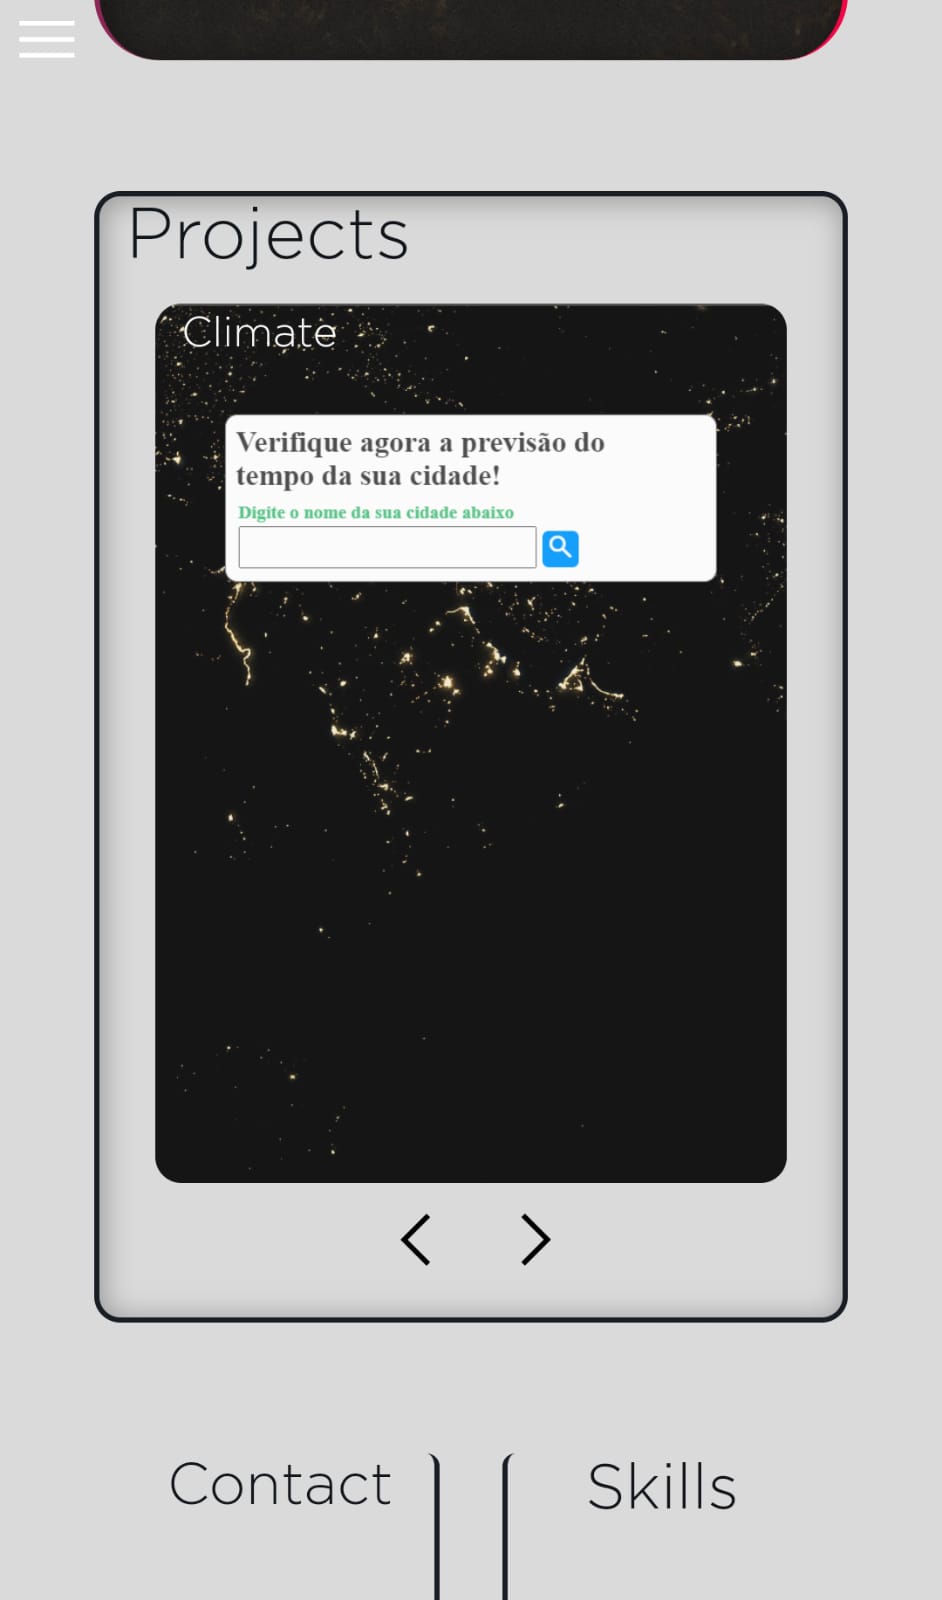 Projects
Climate
Verifique agora a previsão do
tempo da sua cidade!
Digite o nome da sua cidade abaixo
Contact
Skills